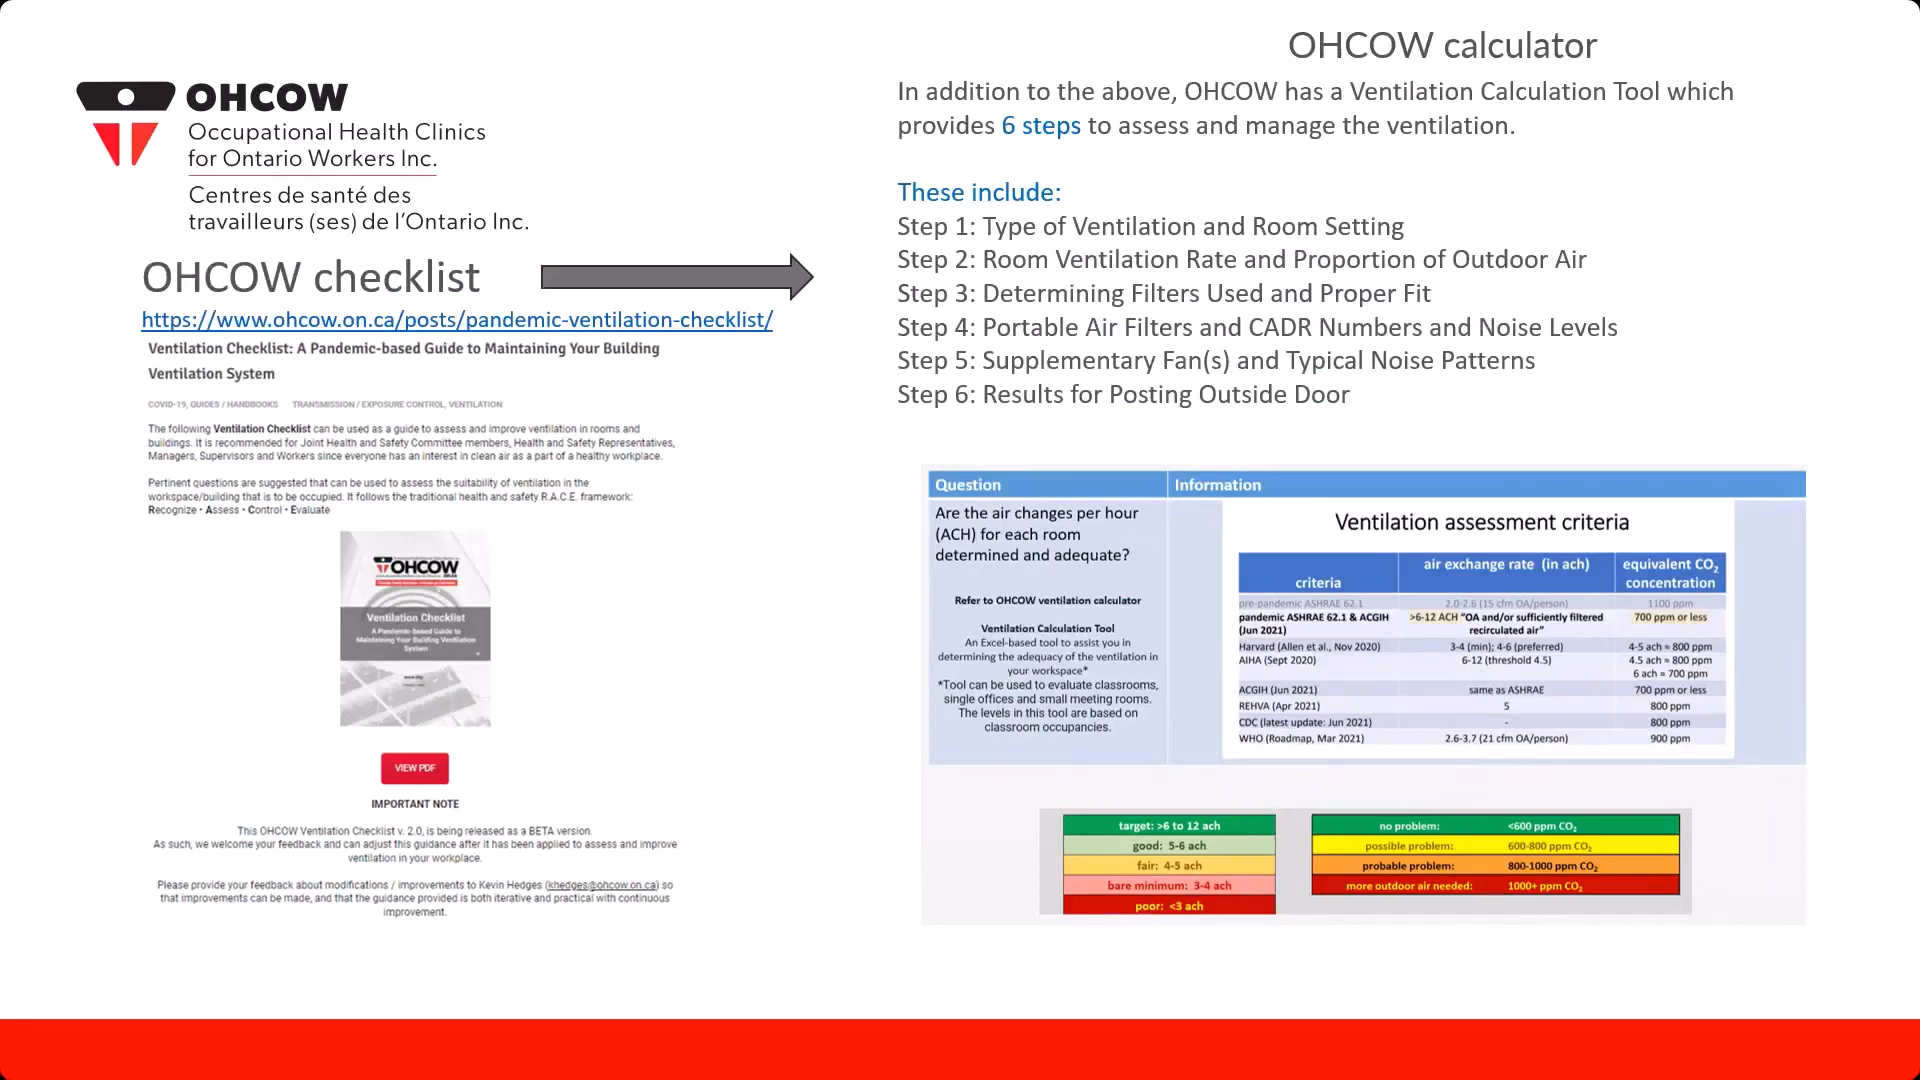 OHCOW
Occupational Health Clinics
for Ontario Workers Inc.
Centres de santé des
travailleurs (ses) de l'Ontario Inc.
OHCOW checklist
https://www.ohcow.on.ca/posts/pandemic-ventilation-checklist/
Ventilation Checklist: A Pandemic-based Guide to Maintaining Your Building
Ventilation System
COVID-19, GUIDES / HANDBOOKS TRANSMISSION / EXPOSURE CONTROL, VENTILATION
The following Ventilation Checklist can be used as a guide to assess and improve ventilation in rooms and
buildings. It is recommended for Joint Health and Safety Committee members, Health and Safety Representatives,
Managers, Supervisors and Workers since everyone has an interest in clean air as a part of a healthy workplace.
Pertinent questions are suggested that can be used to assess the suitability of ventilation in the
workspace/building that is to be occupied. It follows the traditional health and safety R.A.C.E. framework:
Recognize • Assess • Control • Evaluate
OHCOW
Ventilation Checklist
A Pandemic-based Guide to
Maintaining Your Building Ventilation
System
VIEW PDF
IMPORTANT NOTE
This OHCOW Ventilation Checklist v. 2.0, is being released as a BETA version.
As such, we welcome your feedback and can adjust this guidance after it has been applied to assess and improve
ventilation in your workplace.
Please provide your feedback about modifications / improvements to Kevin Hedges (khedges@ohcow.on.ca) so
that improvements can be made, and that the guidance provided is both iterative and practical with continuous
improvement.
OHCOW calculator
In addition to the above, OHCOW has a Ventilation Calculation Tool which
provides 6 steps to assess and manage the ventilation.
These include:
Step 1: Type of Ventilation and Room Setting
Step 2: Room Ventilation Rate and Proportion of Outdoor Air
Step 3: Determining Filters Used and Proper Fit
Step 4: Portable Air Filters and CADR Numbers and Noise Levels
Step 5: Supplementary Fan(s) and Typical Noise Patterns
Step 6: Results for Posting Outside Door
Question Information
Are the air changes per hour
(ACH) for each room
determined and adequate?
Refer to OHCOW ventilation calculator
Ventilation Calculation Tool
An Excel-based tool to assist you in
determining the adequacy of the ventilation in
your workspace*
*Tool can be used to evaluate classrooms,
single offices and small meeting rooms.
The levels in this tool are based on
classroom occupancies.
Ventilation assessment criteria
criteria air exchange rate (in ach) equivalent CO2
concentration
pre-pandemic ASHRAE 62.1 2.0-2.6 (15 cfm OA/person) 1100 ppm
pandemic ASHRAE 62.1 & ACGIH >6-12 ACH "OA and/or sufficiently filtered 700 ppm or less
(Jun 2021) recirculated air"
Harvard (Allen et al., Nov 2020) 3-4 (min); 4-6 (preferred) 4-5 ach ≈ 800 ppm
AIHA (Sept 2020) 6-12 (threshold 4.5) 4.5 ach ≈ 800 ppm
6 ach ≈ 700 ppm
ACGIH (Jun 2021) same as ASHRAE 700 ppm or less
REHVA (Apr 2021) 5 800 ppm
CDC (latest update: Jun 2021) - 800 ppm
WHO (Roadmap, Mar 2021) 2.6-3.7 (21 cfm OA/person) 900 ppm
target: >6 to 12 ach
good: 5-6 ach
fair: 4-5 ach
bare minimum: 3-4 ach
poor: <3 ach
no problem: <600 ppm CO2
possible problem: 600-800 ppm CO2
probable problem: 800-1000 ppm CO2
more outdoor air needed: 1000+ ppm CO2